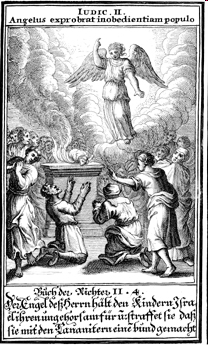 IUDIC. II.
Angelus exprobrat inobedientiam populo
Buch der Richter II. 4.
Der Engel deß Herrn hält den Kindern Isra
el ihren ungehorsam für u: straffet sie daß
sie mit den Cananitern eine bund gemacht